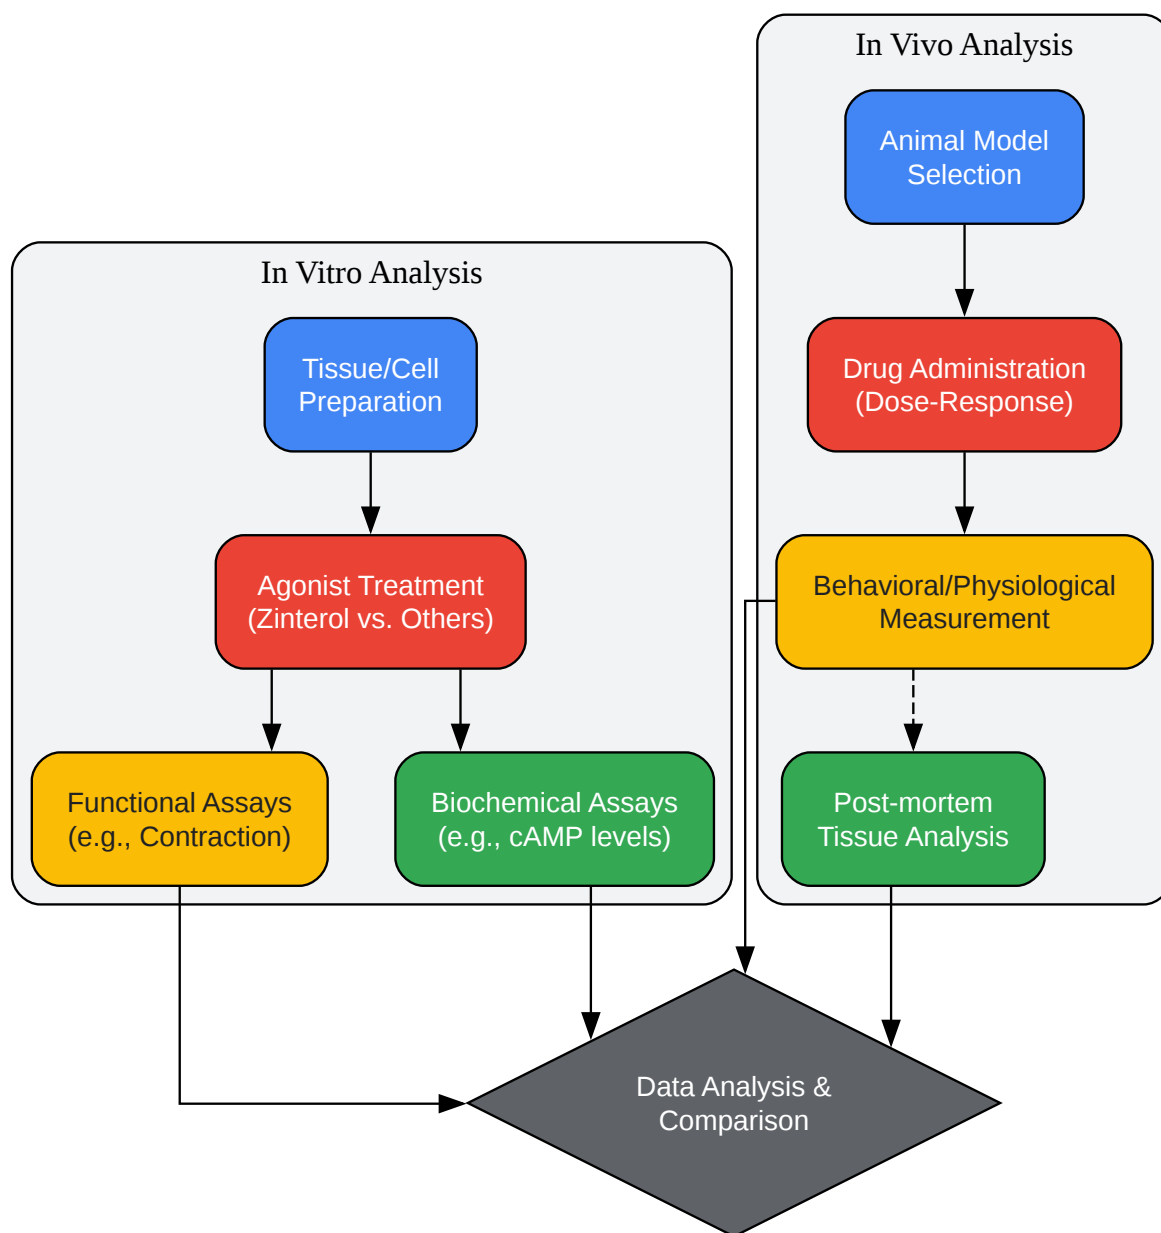 In Vitro Analysis
Tissue/Cell
Preparation
Agonist Treatment
(Zinterol vs. Others)
Functional Assays
(e.g., Contraction)
Biochemical Assays
(e.g., cAMP levels)
In Vivo Analysis
Animal Model
Selection
Drug Administration
(Dose-Response)
Behavioral/Physiological
Measurement
Post-mortem
Tissue Analysis
Data Analysis &
Comparison